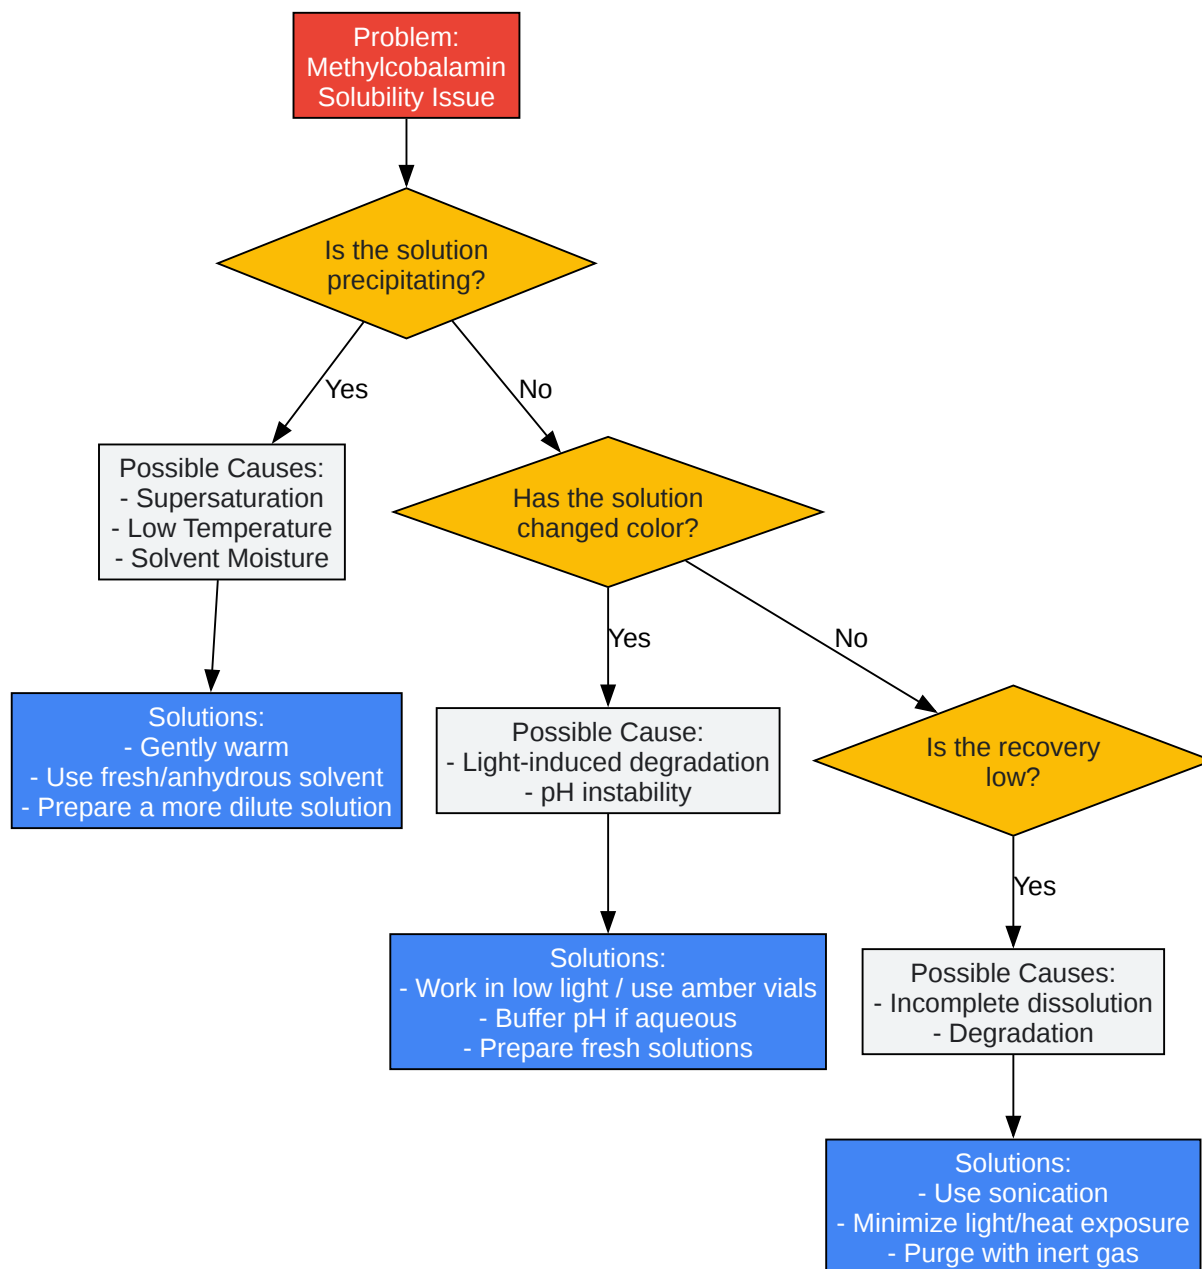 Problem:
Methylcobalamin
Solubility Issue
Is the solution
precipitating?
Yes
No
Possible Causes:
- Supersaturation
- Low Temperature
- Solvent Moisture
Has the solution
changed color?
Yes
No
Solutions:
- Gently warm
- Use fresh/anhydrous solvent
- Prepare a more dilute solution
Possible Cause:
- Light-induced degradation
- pH instability
Is the recovery
low?
Yes
Solutions:
- Work in low light / use amber vials
- Buffer pH if aqueous
- Prepare fresh solutions
Possible Causes:
- Incomplete dissolution
- Degradation
Solutions:
- Use sonication
- Minimize light/heat exposure
- Purge with inert gas